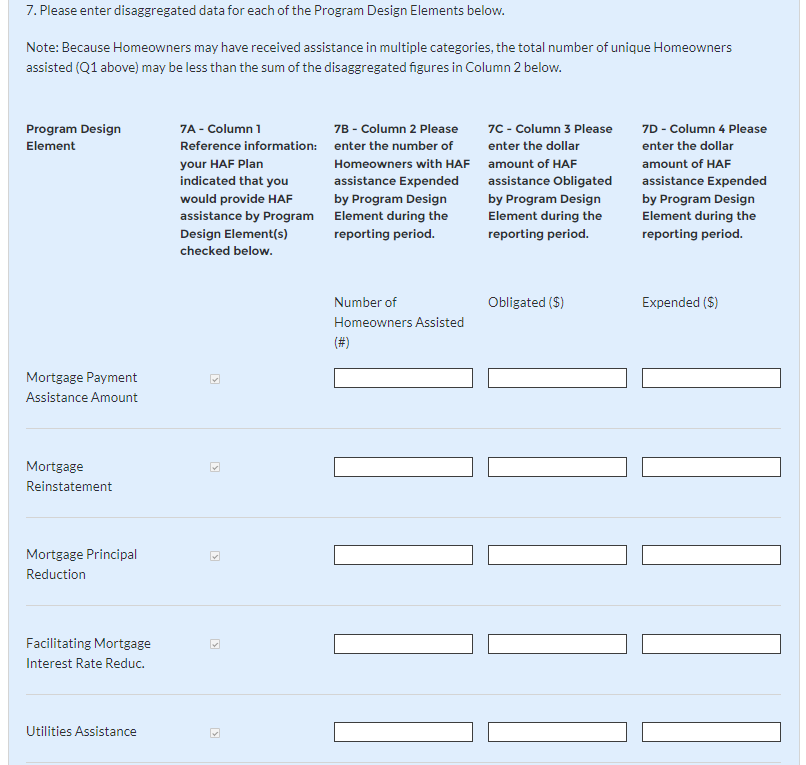 7. Please enter disaggregated data for each of the Program Design Elements below.
Note: Because Homeowners may have received assistance in multiple categories, the total number of unique Homeowners
assisted (Q1 above) may be less than the sum of the disaggregated figures in Column 2 below.
Program Design
Element
7A - Column 1
Reference information:
your HAF Plan
indicated that you
would provide HAF
assistance by Program
Design Element(s)
checked below.
7B - Column 2 Please
enter the number of
Homeowners with HAF
assistance Expended
by Program Design
Element during the
reporting period.
7C - Column 3 Please
enter the dollar
amount of HAF
assistance Obligated
by Program Design
Element during the
reporting period.
7D - Column 4 Please
enter the dollar
amount of HAF
assistance Expended
by Program Design
Element during the
reporting period.
Number of
Homeowners Assisted
(#)
Obligated ($)
Expended ($)
Mortgage Payment
Assistance Amount
Mortgage
Reinstatement
Mortgage Principal
Reduction
Facilitating Mortgage
Interest Rate Reduc.
Utilities Assistance